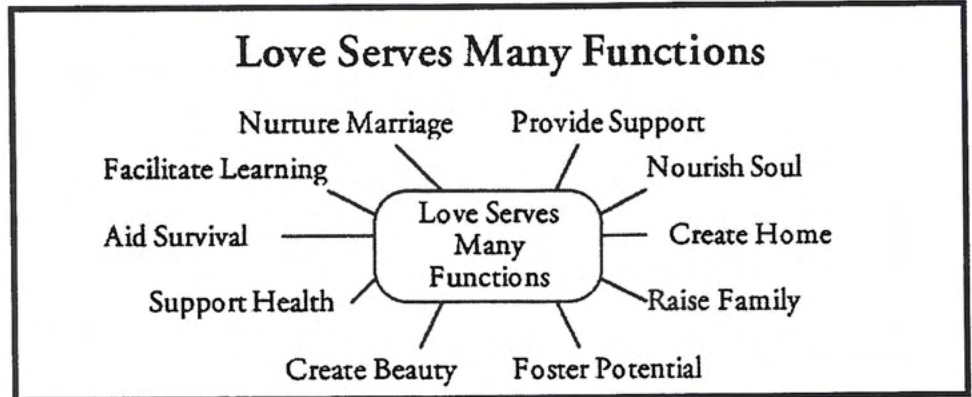 Love Serves Many Functions
Nurture Marriage
Provide Support
Facilitate Learning
Nourish Soul
Love Serves
Many
Functions
Aid Survival
Create Home
Support Health
Raise Family
Create Beauty
Foster Potential